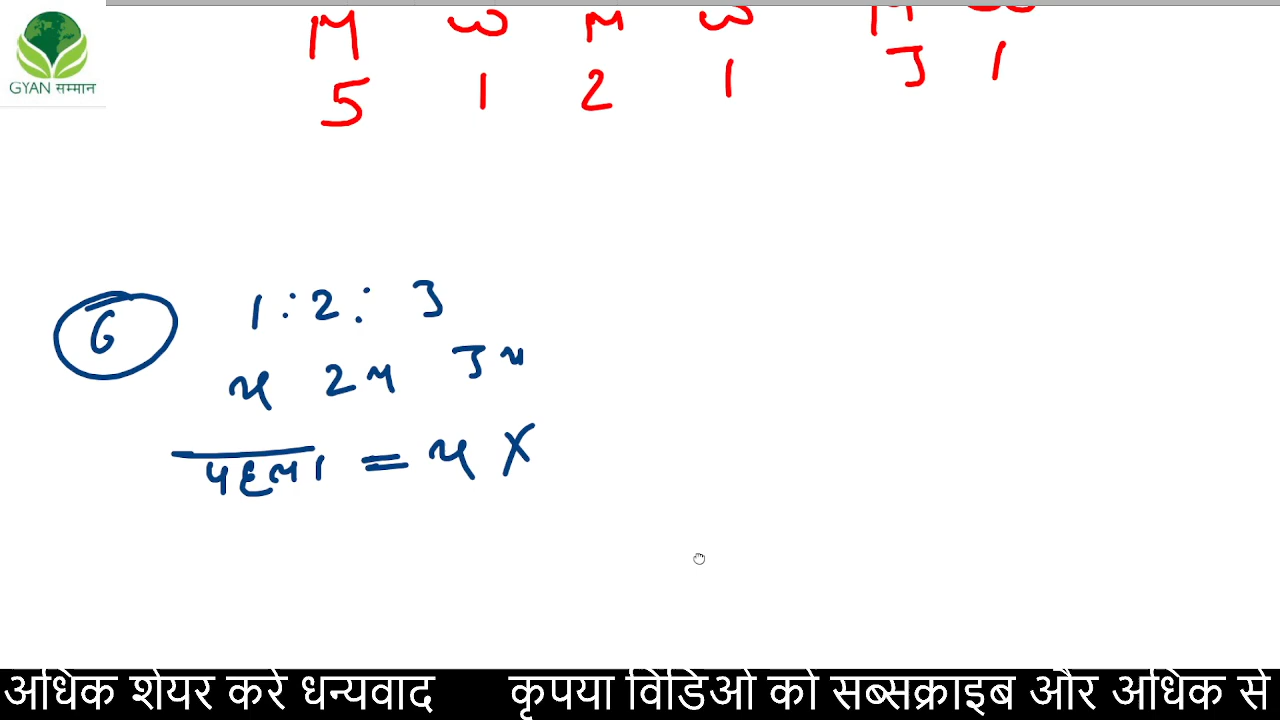 GYAN सम्मान
M W M W M W
5 1 2 1 3 1
6 1 : 2 : 3
x 2x 3x
पहला = x X
अधिक शेयर करे धन्यवाद कृपया विडिओ को सब्सक्राइब और अधिक से